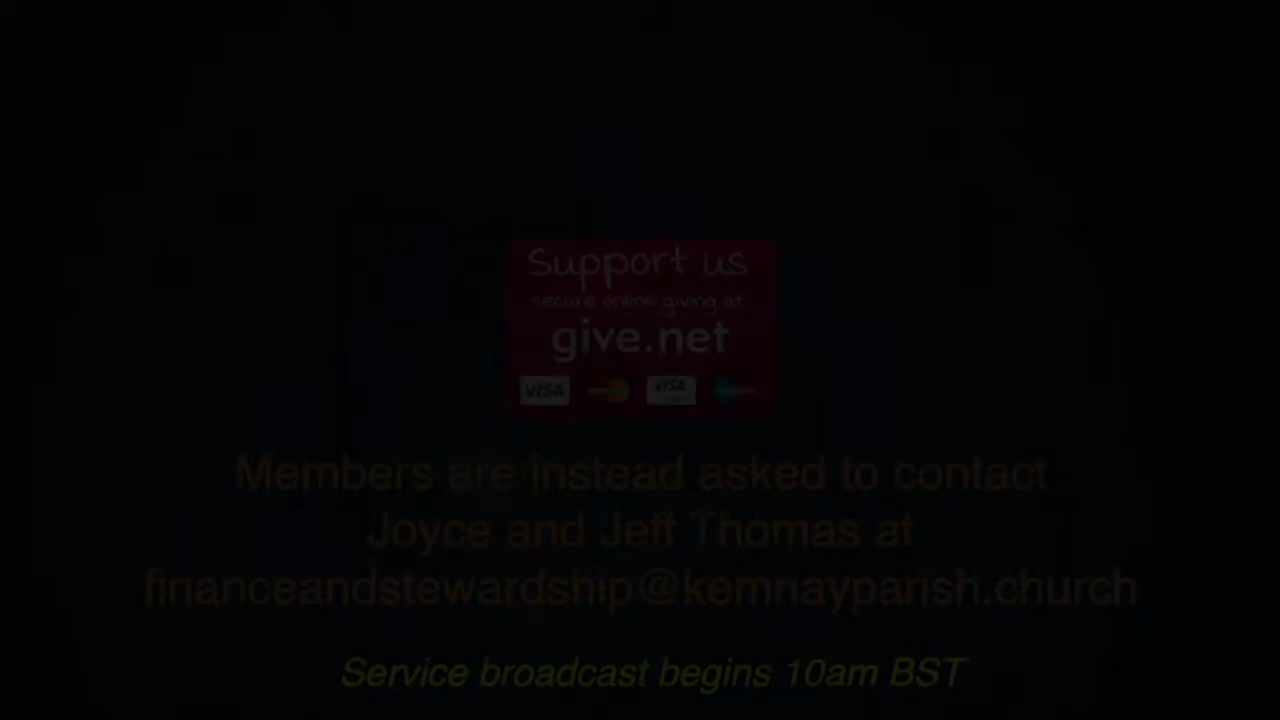 Support us
secure online giving at
give.net
VISA VISA
Members are instead asked to contact
Joyce and Jeff Thomas at
financeandstewardship@kemnayparish.church
Service broadcast begins 10am BST